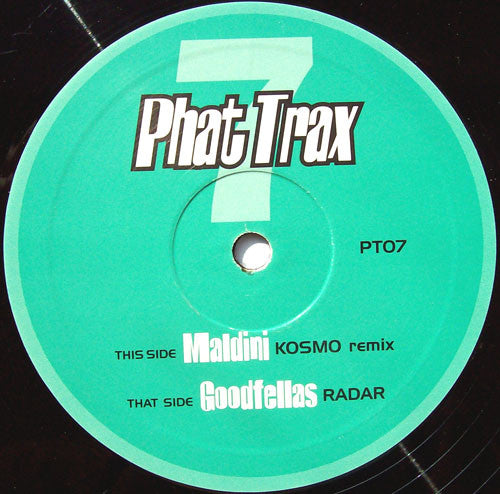 7
Phat Trax
PT07
THIS SIDE Maldini KOSMO remix
THAT SIDE Goodfellas RADAR